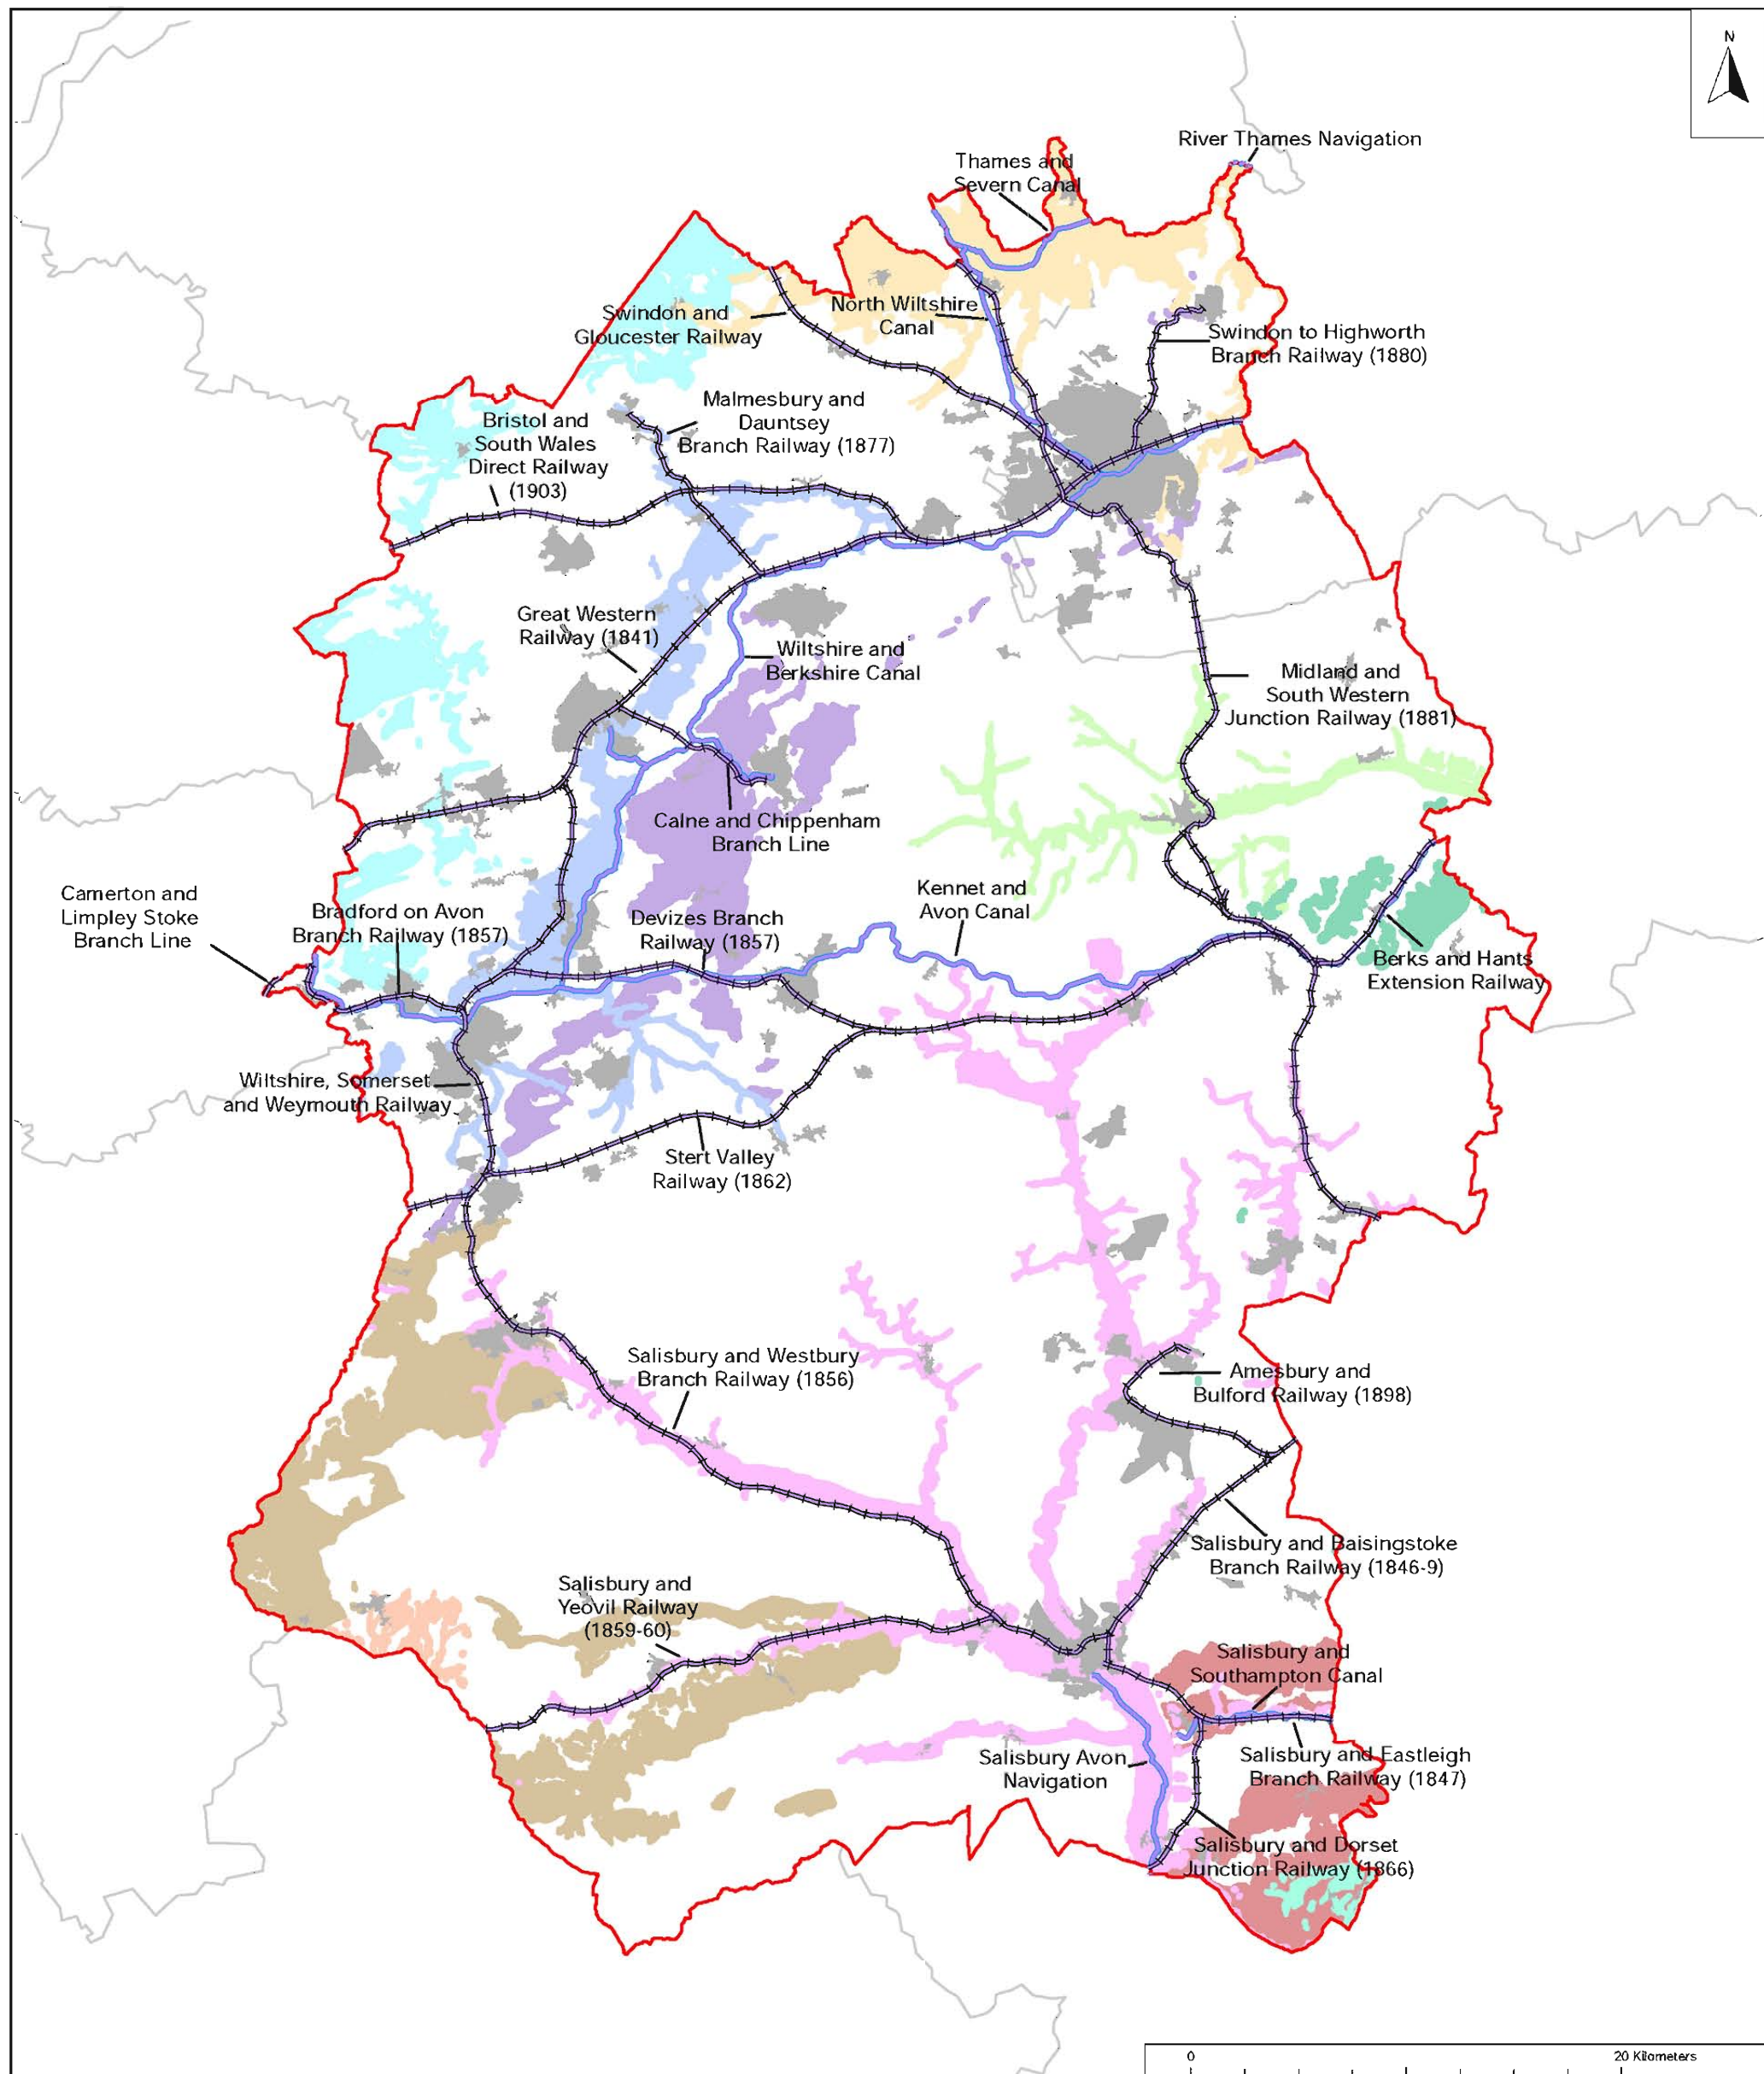 N
River Thames Navigation
Thames and
Severn Canal
Swindon and
Gloucester Railway
North Wiltshire
Canal
Swindon to Highworth
Branch Railway (1880)
Malmesbury and
Dauntsey
Branch Railway (1877)
Bristol and
South Wales
Direct Railway
(1903)
Great Western
Railway (1841)
Wiltshire and
Berkshire Canal
Midland and
South Western
Junction Railway (1881)
Calne and Chippenham
Branch Line
Camerton and
Limpley Stoke
Branch Line
Bradford on Avon
Branch Railway (1857)
Devizes Branch
Railway (1857)
Kennet and
Avon Canal
Berks and Hants
Extension Railway
Wiltshire, Somerset
and Weymouth Railway
Stert Valley
Railway (1862)
Salisbury and Westbury
Branch Railway (1856)
Amesbury and
Bulford Railway (1898)
Salisbury and Baisingstoke
Branch Railway (1846-9)
Salisbury and
Yeovil Railway
(1859-60)
Salisbury and
Southampton Canal
Salisbury Avon
Navigation
Salisbury and Eastleigh
Branch Railway (1847)
Salisbury and Dorset
Junction Railway (1866)
0 20 Kilometers